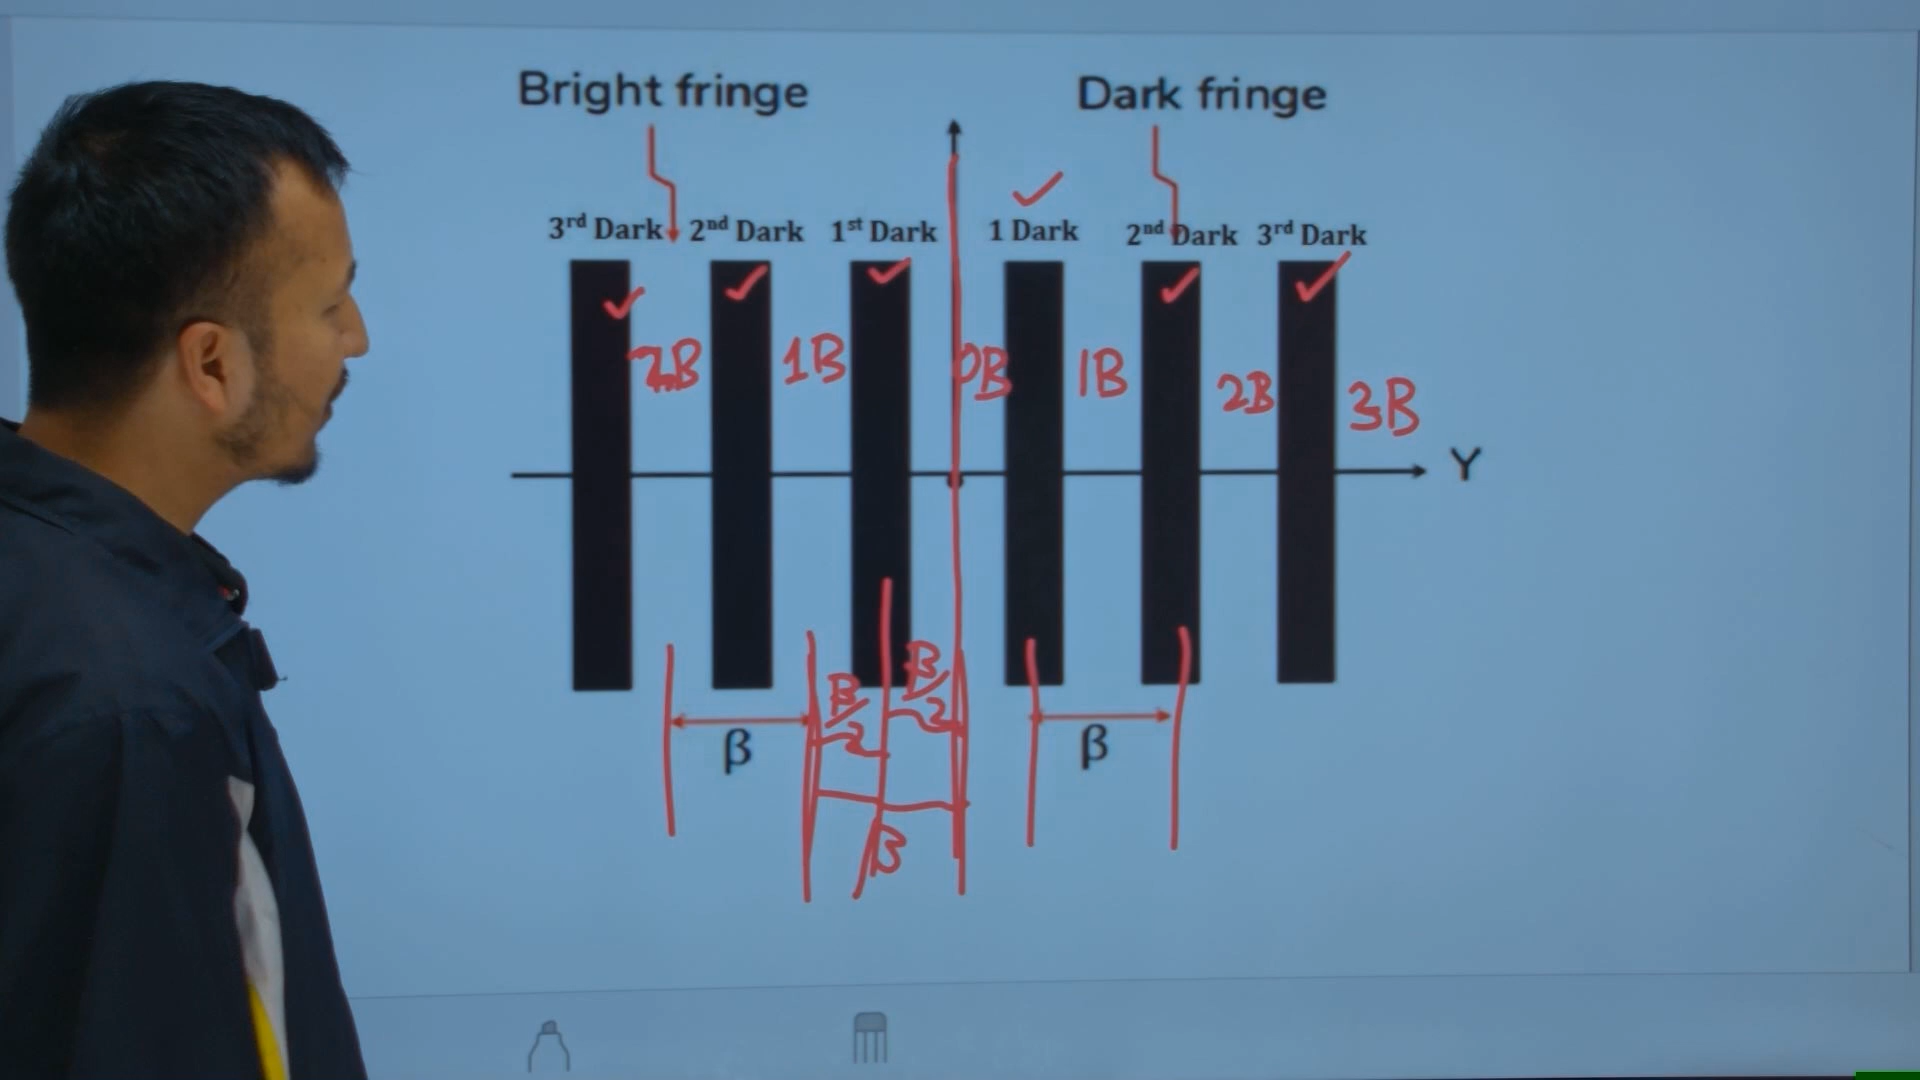 Bright fringe
Dark fringe
3rd Dark 2nd Dark 1st Dark 1 Dark 2nd Dark 3rd Dark
2B 1B 0B 1B 2B 3B
Y
B/2 B/2
β β
β